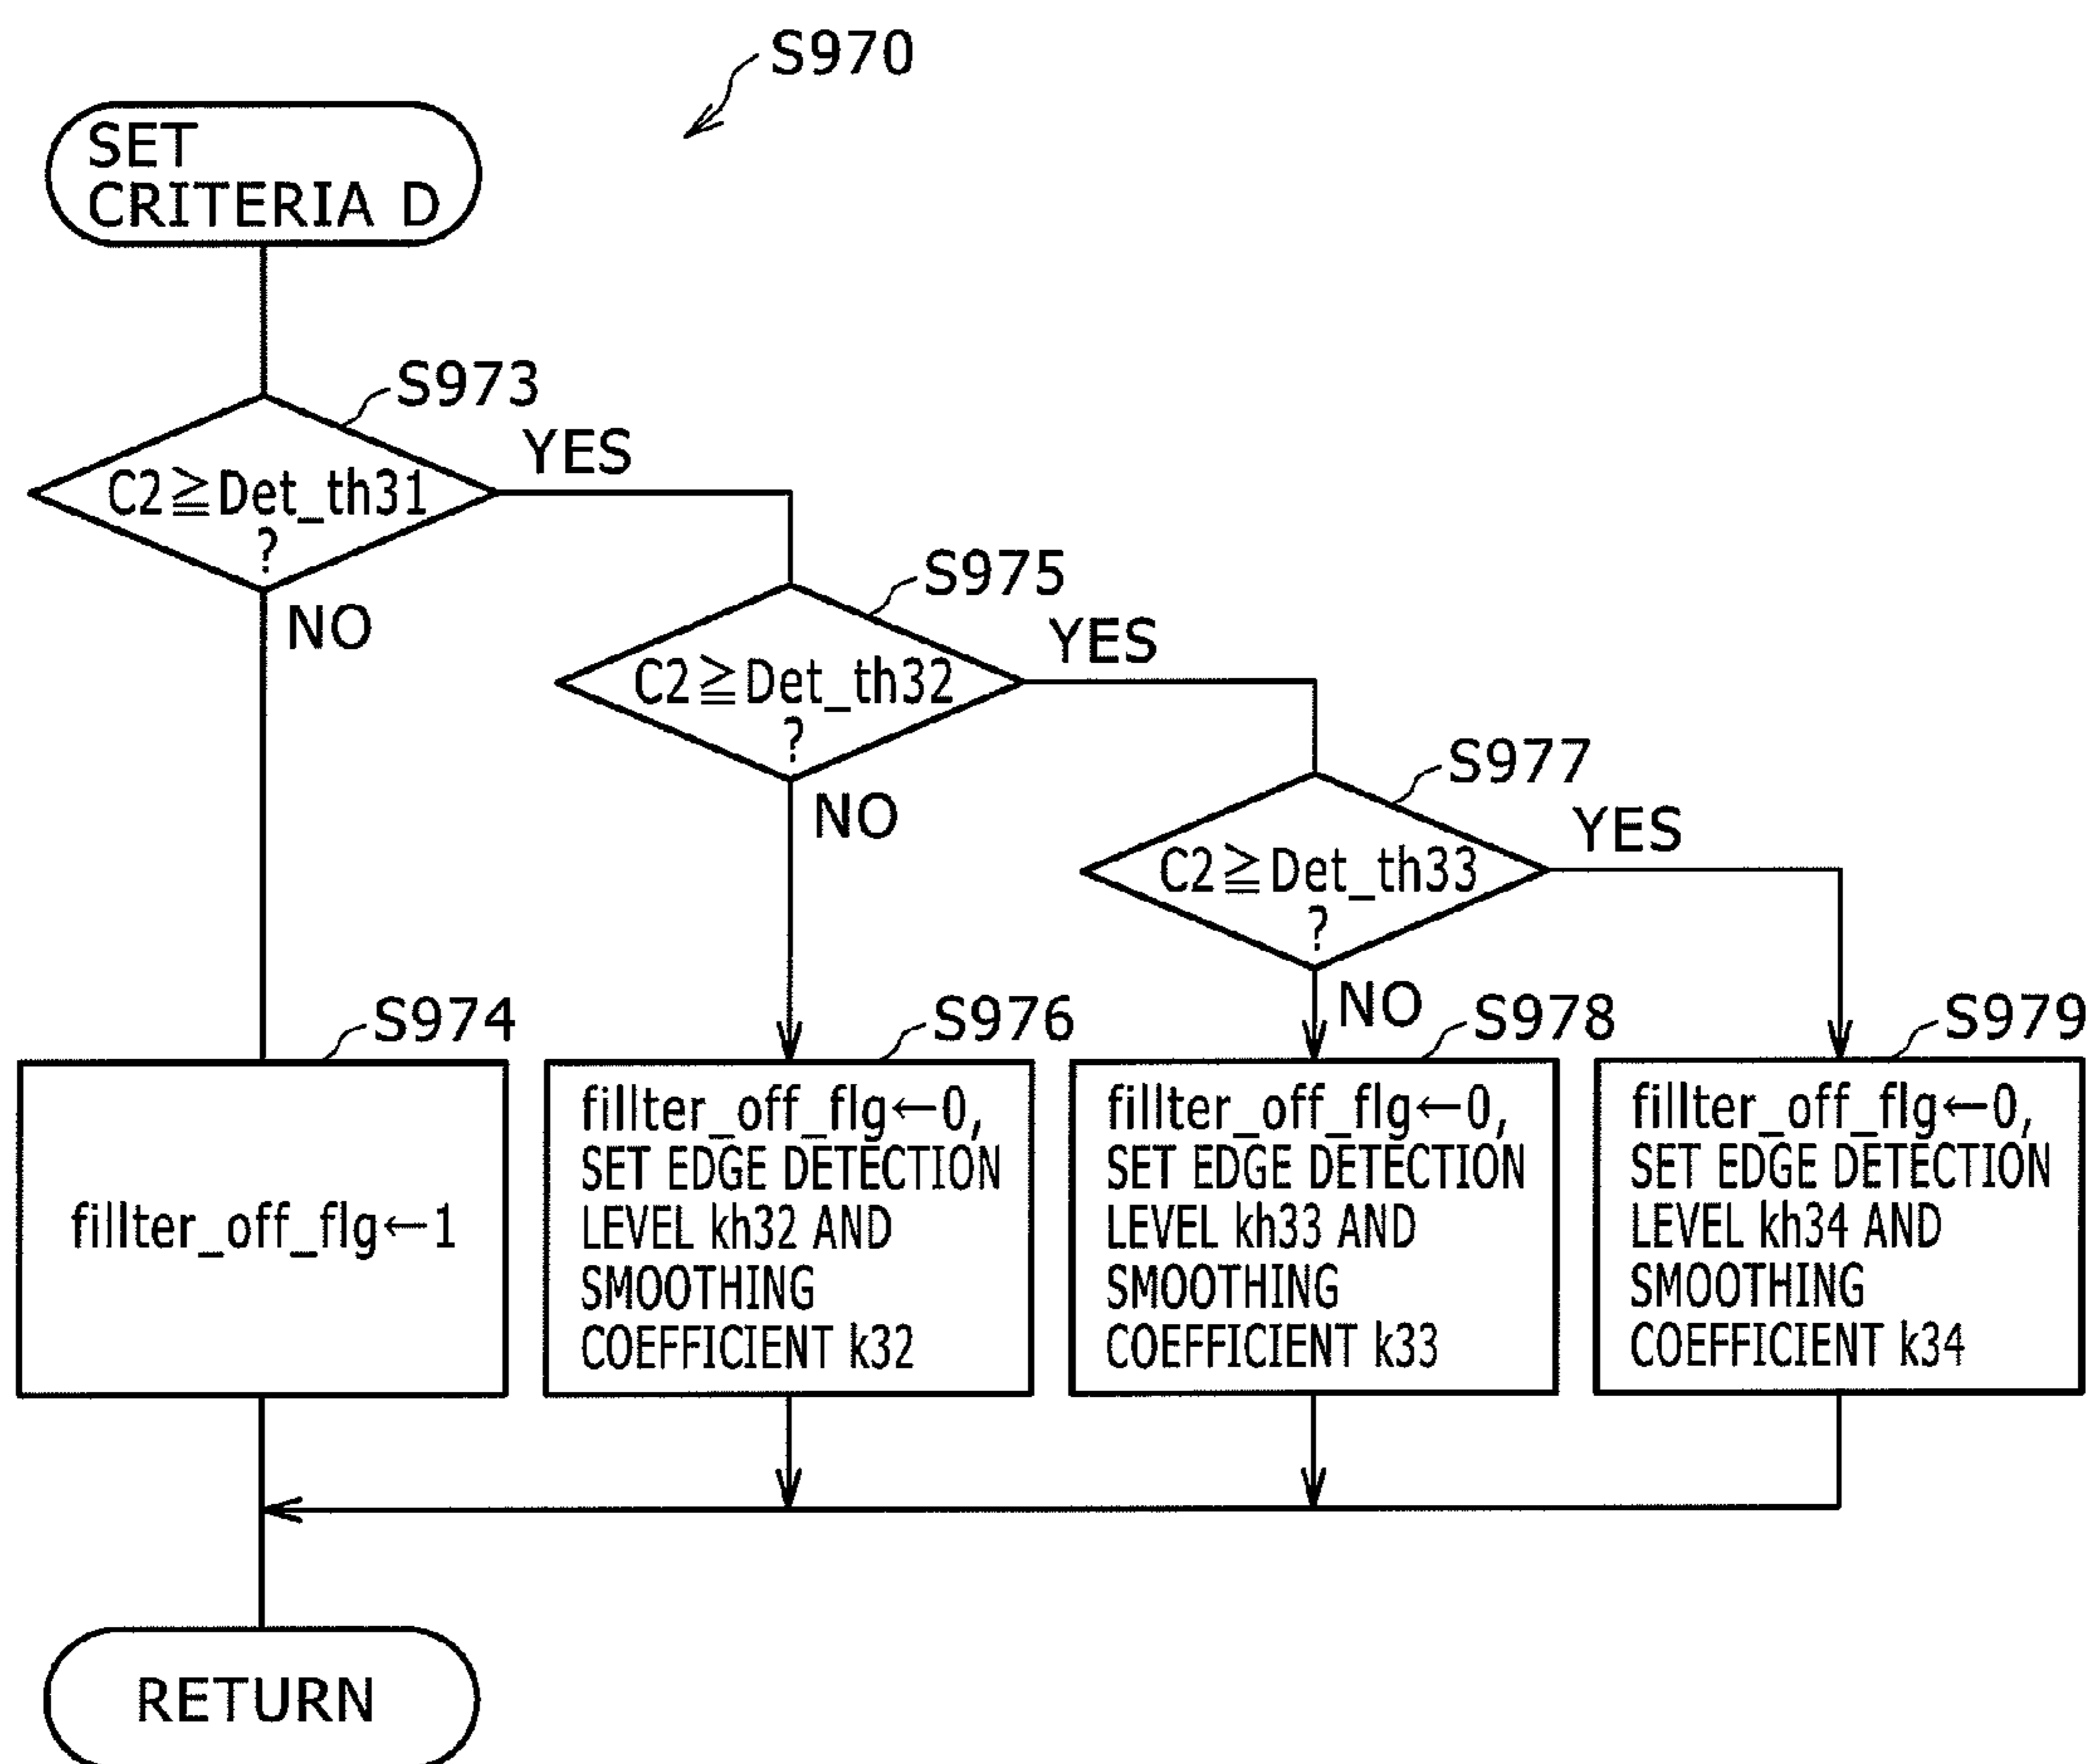 S970
SET
CRITERIA D
S973
C2≧Det_th31
?
YES
NO
S975
C2≧Det_th32
?
YES
NO
S977
C2≧Det_th33
?
YES
NO
S974
fillter_off_flg←1
S976
fillter_off_flg←0,
SET EDGE DETECTION
LEVEL kh32 AND
SMOOTHING
COEFFICIENT k32
S978
fillter_off_flg←0,
SET EDGE DETECTION
LEVEL kh33 AND
SMOOTHING
COEFFICIENT k33
S979
fillter_off_flg←0,
SET EDGE DETECTION
LEVEL kh34 AND
SMOOTHING
COEFFICIENT k34
RETURN